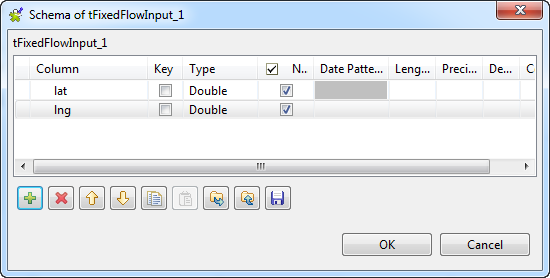 Schema of tFixedFlowInput_1
tFixedFlowInput_1
Column Key Type N.. Date Patte... Leng... Preci... De... C
lat Double
lng Double
OK Cancel